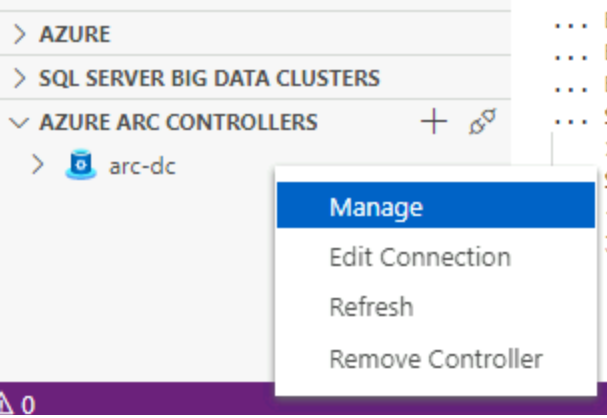 AZURE
SQL SERVER BIG DATA CLUSTERS
AZURE ARC CONTROLLERS
arc-dc
Manage
Edit Connection
Refresh
Remove Controller
0
...
...
...
...